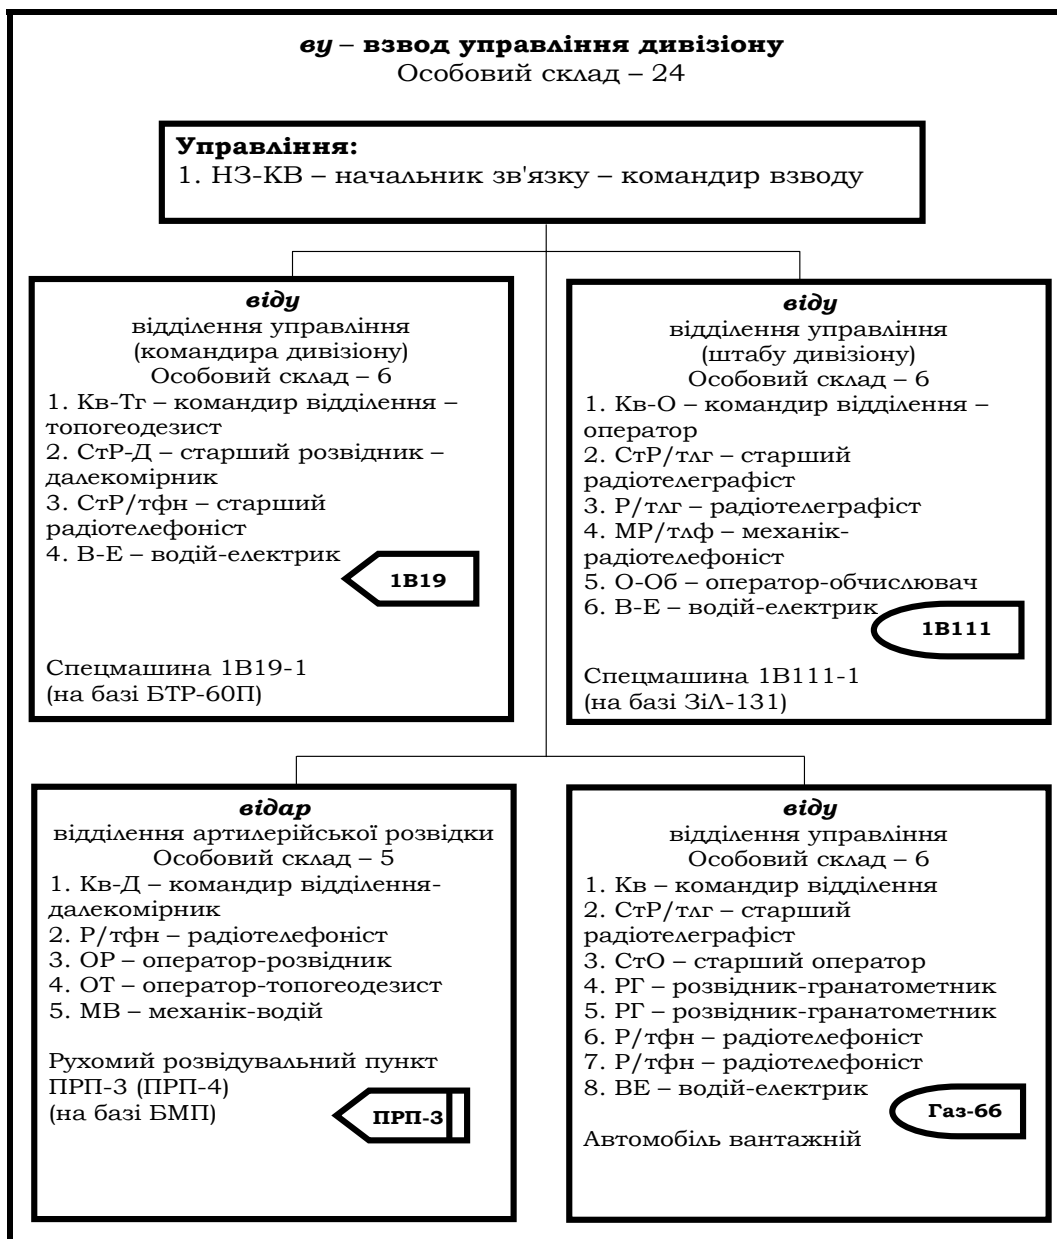 ву – взвод управління дивізіону
Особовий склад – 24
Управління:
1. НЗ-КВ – начальник зв'язку – командир взводу
віду
відділення управління
(командира дивізіону)
Особовий склад – 6
1. Кв-Тг – командир відділення –
топогеодезист
2. СтР-Д – старший розвідник –
далекомірник
3. СтР/тфн – старший
радіотелефоніст
4. В-Е – водій-електрик
1В19
Спецмашина 1В19-1
(на базі БТР-60П)
віду
відділення управління
(штабу дивізіону)
Особовий склад – 6
1. Кв-О – командир відділення –
оператор
2. СтР/тлг – старший
радіотелеграфіст
3. Р/тлг – радіотелеграфіст
4. МР/тлф – механік-
радіотелефоніст
5. О-Об – оператор-обчислювач
6. В-Е – водій-електрик
1В111
Спецмашина 1В111-1
(на базі ЗіЛ-131)
відар
відділення артилерійської розвідки
Особовий склад – 5
1. Кв-Д – командир відділення-
далекомірник
2. Р/тфн – радіотелефоніст
3. ОР – оператор-розвідник
4. ОТ – оператор-топогеодезист
5. МВ – механік-водій
Рухомий розвідувальний пункт
ПРП-3 (ПРП-4)
(на базі БМП)
ПРП-3
віду
відділення управління
Особовий склад – 6
1. Кв – командир відділення
2. СтР/тлг – старший
радіотелеграфіст
3. СтО – старший оператор
4. РГ – розвідник-гранатометник
5. РГ – розвідник-гранатометник
6. Р/тфн – радіотелефоніст
7. Р/тфн – радіотелефоніст
8. ВЕ – водій-електрик
Газ-66
Автомобіль вантажній